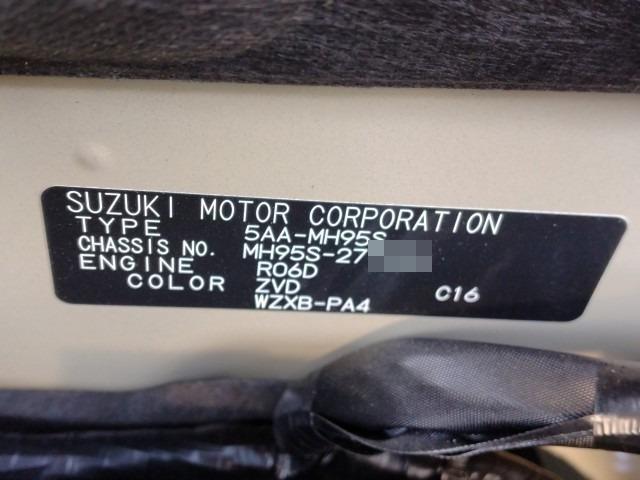 SUZUKI MOTOR CORPORATION
TYPE 5AA-MH95S
CHASSIS NO. MH95S-27
ENGINE R06D
COLOR ZVD C16
WZXB-PA4